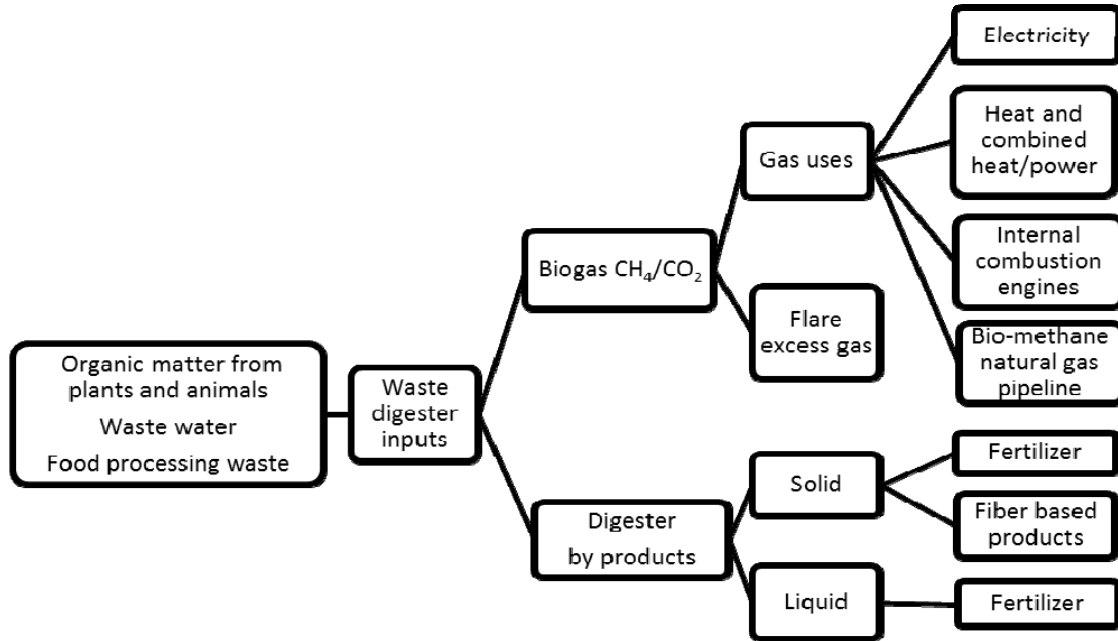 Organic matter from
plants and animals
Waste water
Food processing waste
Waste
digester
inputs
Biogas CH₄/CO₂
Digester
by products
Gas uses
Flare
excess gas
Solid
Liquid
Electricity
Heat and
combined
heat/power
Internal
combustion
engines
Bio-methane
natural gas
pipeline
Fertilizer
Fiber based
products
Fertilizer